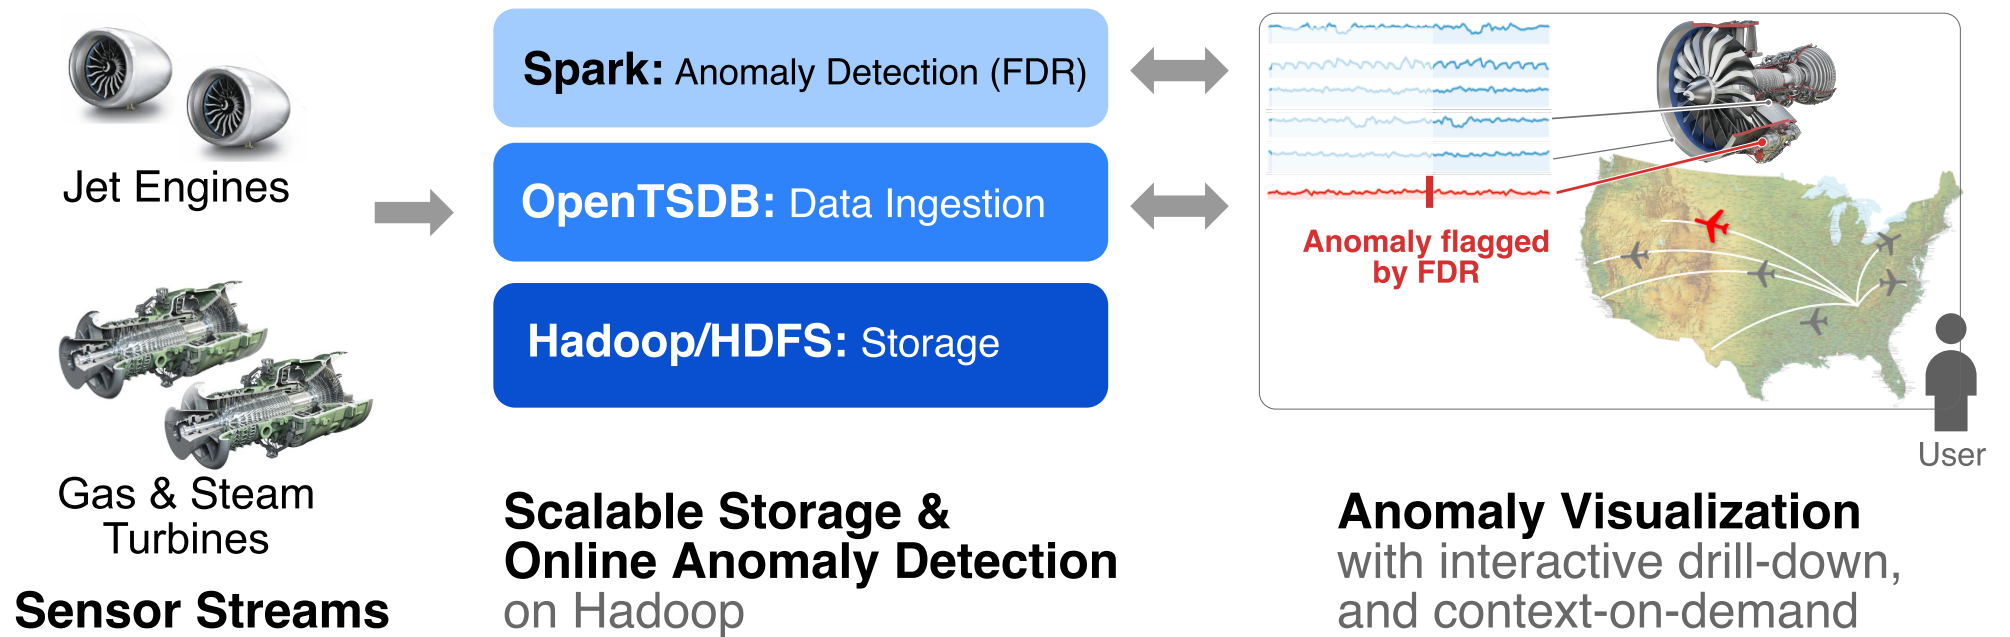 Jet Engines
Gas & Steam
Turbines
Sensor Streams
Spark: Anomaly Detection (FDR)
OpenTSDB: Data Ingestion
Hadoop/HDFS: Storage
Scalable Storage &
Online Anomaly Detection
on Hadoop
Anomaly flagged
by FDR
User
Anomaly Visualization
with interactive drill-down,
and context-on-demand